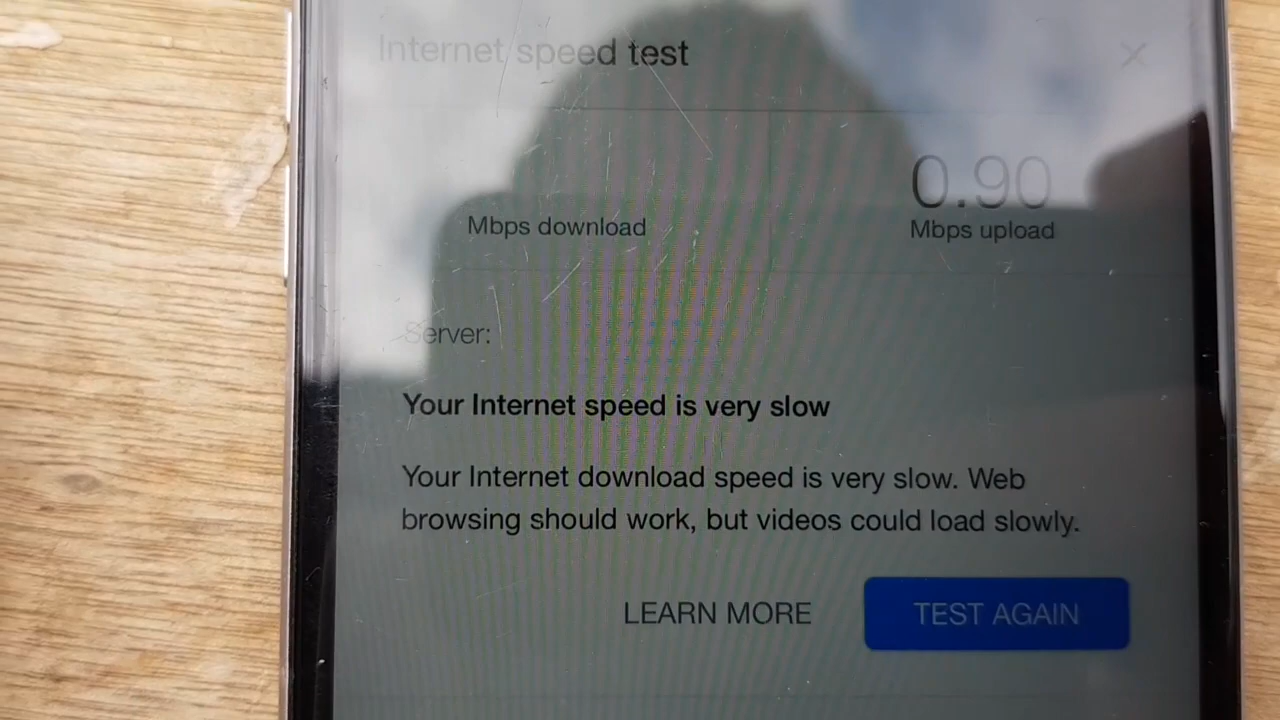 Internet speed test
0.90
Mbps download
Mbps upload
Server:
Your Internet speed is very slow
Your Internet download speed is very slow. Web
browsing should work, but videos could load slowly.
LEARN MORE
TEST AGAIN